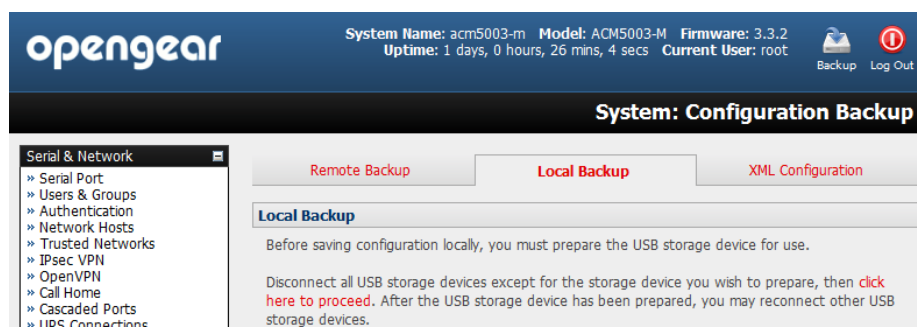 opengear
System Name: acm5003-m Model: ACM5003-M Firmware: 3.3.2
Uptime: 1 days, 0 hours, 26 mins, 4 secs Current User: root
Backup Log Out
System: Configuration Backup
Serial & Network
» Serial Port
» Users & Groups
» Authentication
» Network Hosts
» Trusted Networks
» IPsec VPN
» OpenVPN
» Call Home
» Cascaded Ports
» UPS Connections
Remote Backup
Local Backup
XML Configuration
Local Backup
Before saving configuration locally, you must prepare the USB storage device for use.
Disconnect all USB storage devices except for the storage device you wish to prepare, then click
here to proceed. After the USB storage device has been prepared, you may reconnect other USB
storage devices.